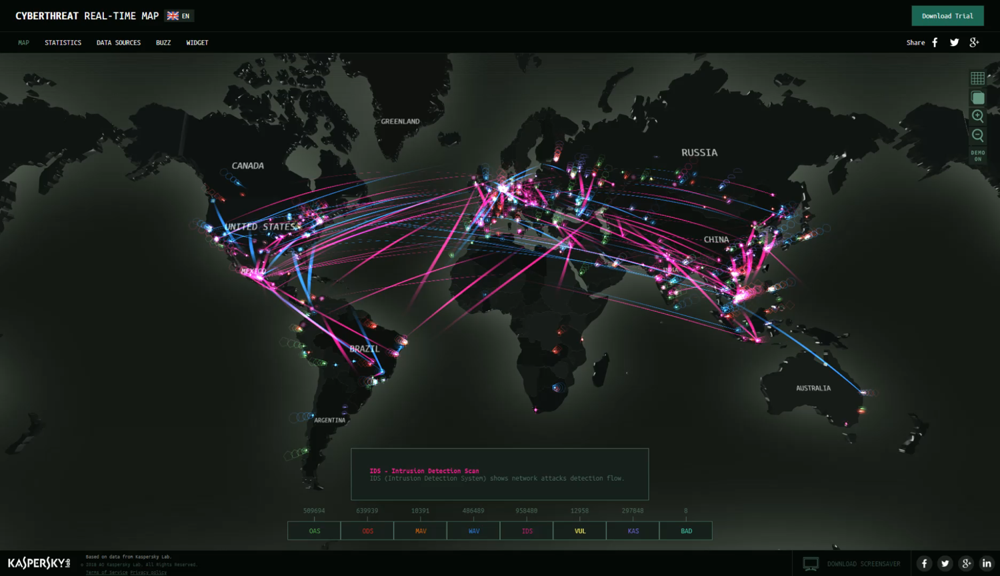 CYBERTHREAT REAL-TIME MAP EN
Download Trial
MAP STATISTICS DATA SOURCES BUZZ WIDGET
Share
GREENLAND
RUSSIA
CANADA
DEMO
ON
UNITED STATES
CHINA
MEXICO
INDIA
BRAZIL
AUSTRALIA
ARGENTINA
IDS - Intrusion Detection Scan
IDS (Intrusion Detection System) shows network attacks detection flow.
509694 639939 10391 486489 958480 12958 297848 8
OAS ODS MAV WAV IDS VUL KAS BAD
KASPERSKY lab
Based on data from Kaspersky Lab.
© 2018 AO Kaspersky Lab. All Rights Reserved.
Terms of Service Privacy policy
DOWNLOAD SCREENSAVER